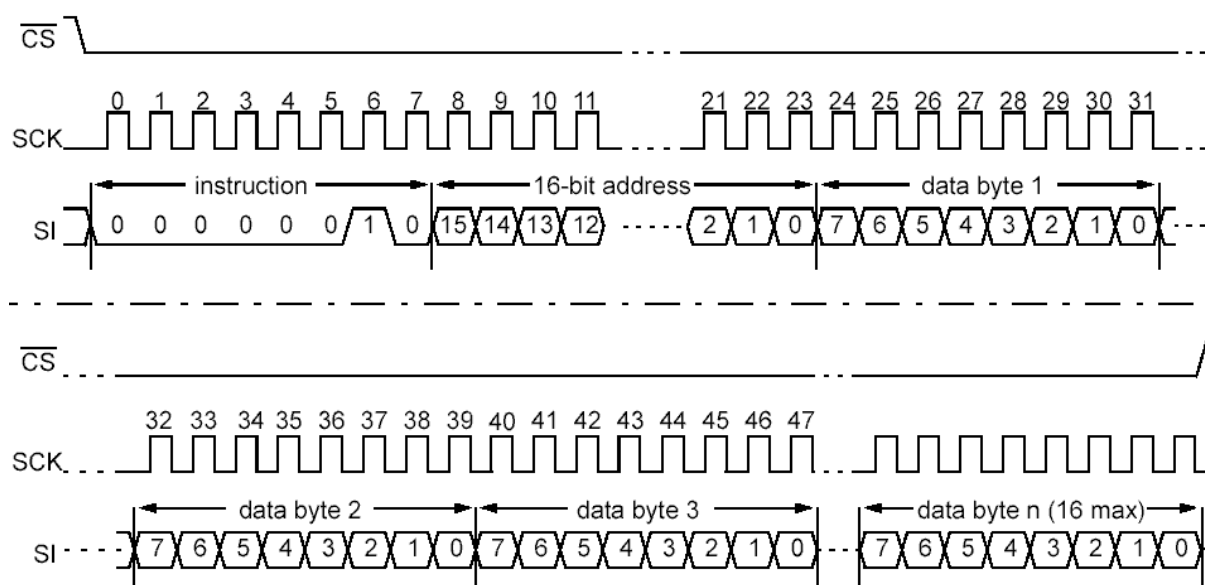 CS
0 1 2 3 4 5 6 7 8 9 10 11 21 22 23 24 25 26 27 28 29 30 31
SCK
instruction 16-bit address data byte 1
SI 0 0 0 0 0 0 1 0 15 14 13 12 2 1 0 7 6 5 4 3 2 1 0
CS
32 33 34 35 36 37 38 39 40 41 42 43 44 45 46 47
SCK
data byte 2 data byte 3 data byte n (16 max)
SI 7 6 5 4 3 2 1 0 7 6 5 4 3 2 1 0 7 6 5 4 3 2 1 0